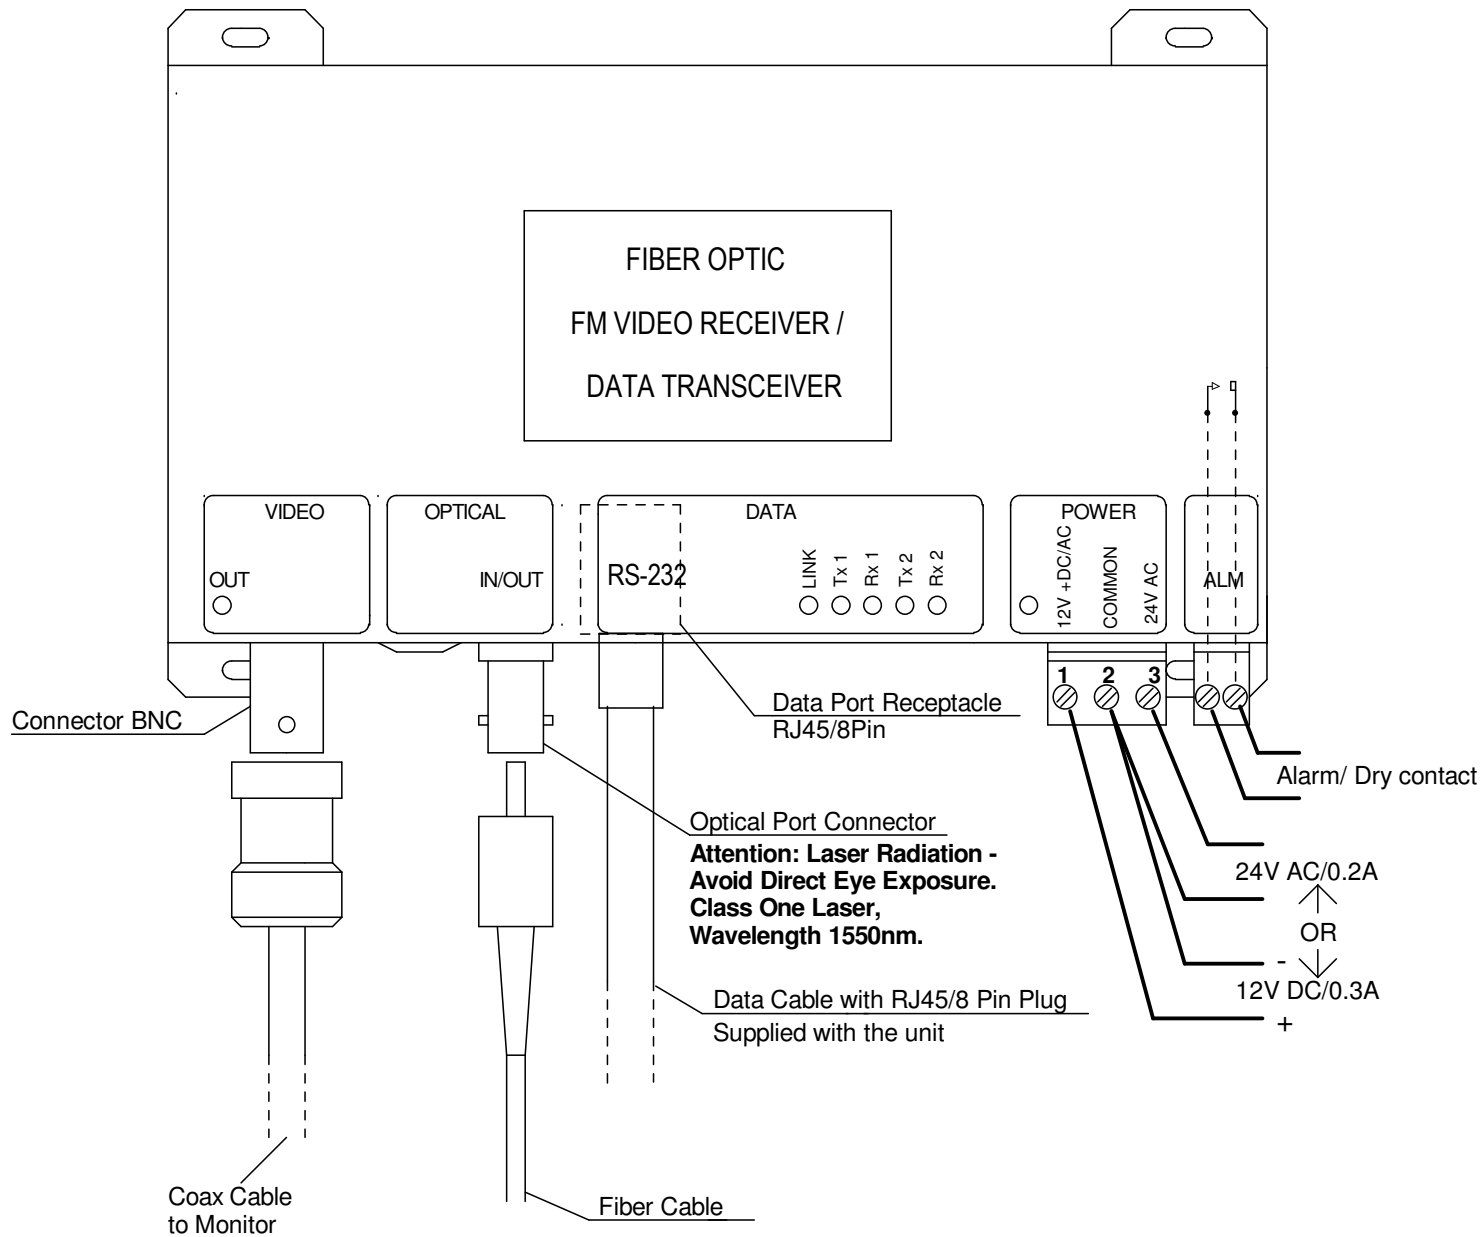 FIBER OPTIC
FM VIDEO RECEIVER /
DATA TRANSCEIVER
VIDEO
OUT
OPTICAL
IN/OUT
DATA
RS-232
LINK
Tx 1
Rx 1
Tx 2
Rx 2
POWER
12V +DC/AC
COMMON
24V AC
ALM
1 2 3
Connector BNC
Data Port Receptacle
RJ45/8Pin
Alarm/ Dry contact
Optical Port Connector
Attention: Laser Radiation -
Avoid Direct Eye Exposure.
Class One Laser,
Wavelength 1550nm.
24V AC/0.2A
OR
-
12V DC/0.3A
+
Data Cable with RJ45/8 Pin Plug
Supplied with the unit
Coax Cable
to Monitor
Fiber Cable